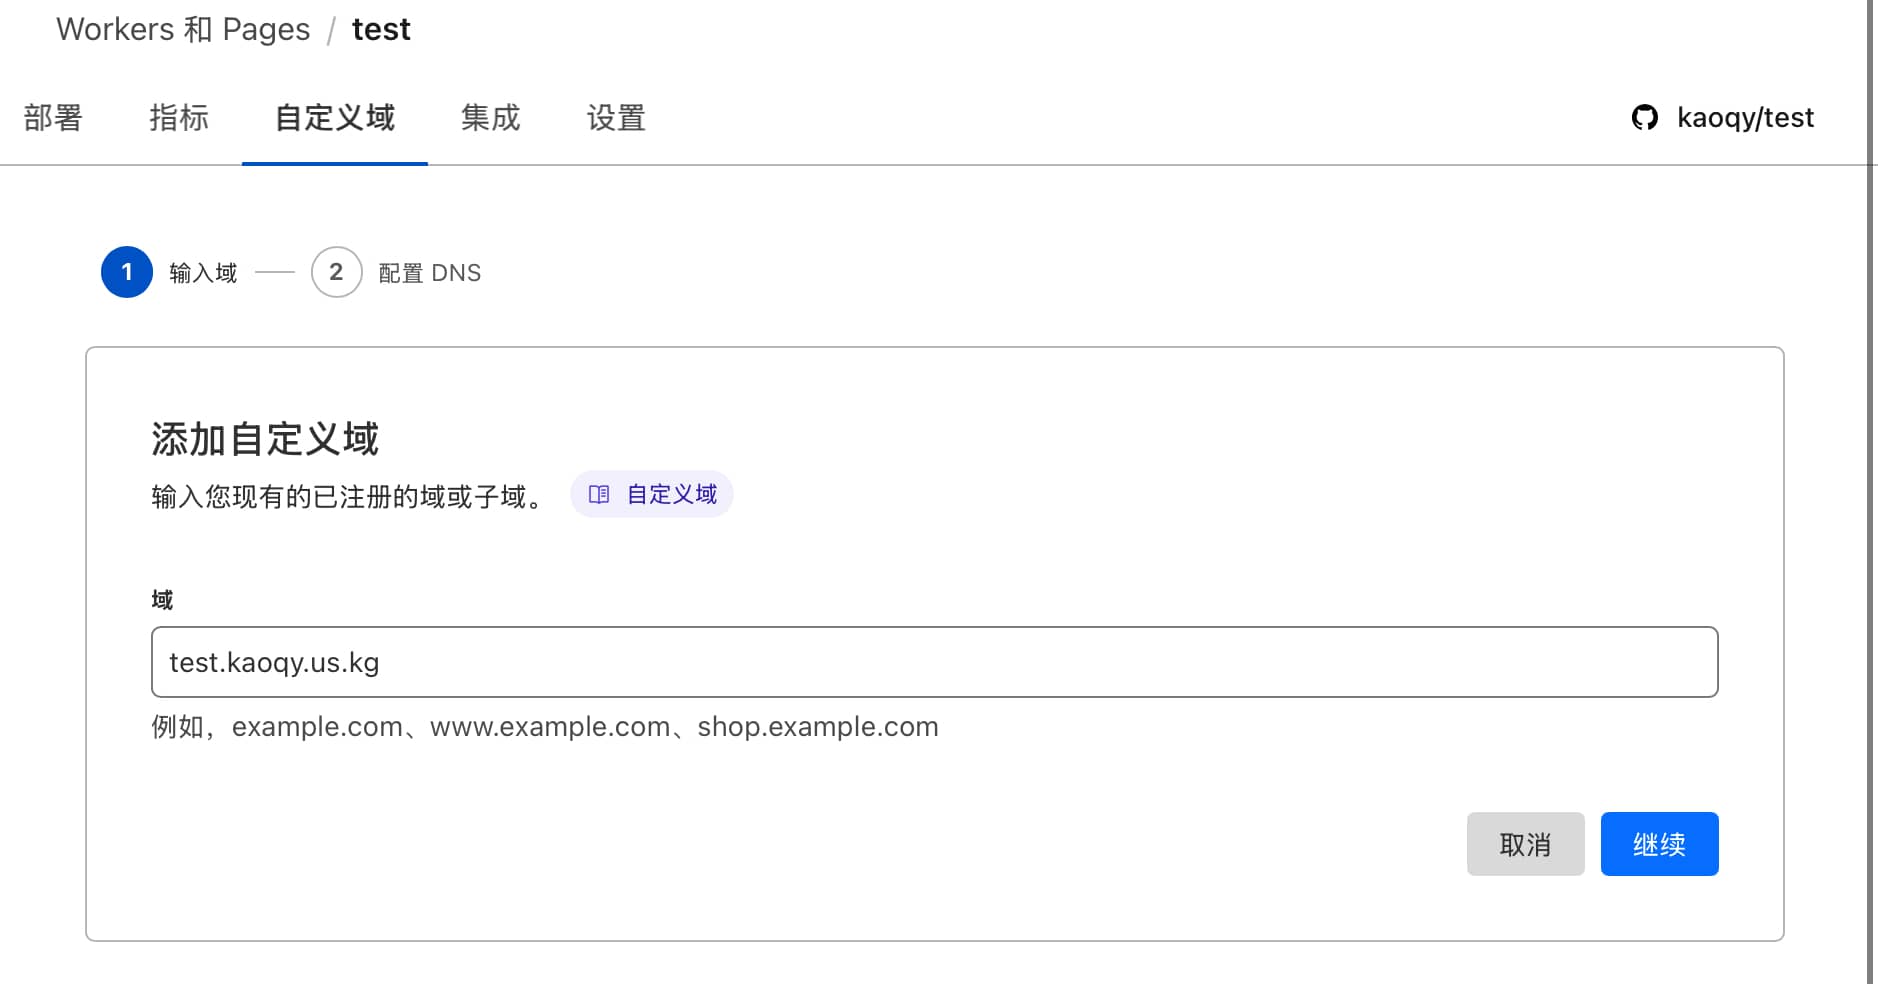 Workers 和 Pages / test
部署 指标 自定义域 集成 设置 kaoqy/test
1 输入域 2 配置 DNS
添加自定义域
输入您现有的已注册的域或子域。 自定义域
域
test.kaoqy.us.kg
例如，example.com、www.example.com、shop.example.com
取消 继续